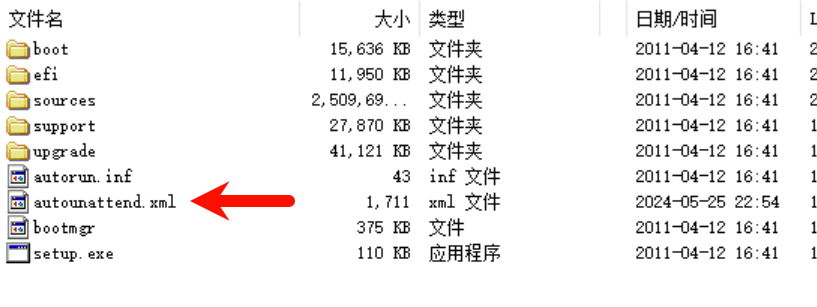 文件名 大小 类型 日期/时间 L
boot 15,636 KB 文件夹 2011-04-12 16:41 2
efi 11,950 KB 文件夹 2011-04-12 16:41 2
sources 2,509,69... 文件夹 2011-04-12 16:41 2
support 27,870 KB 文件夹 2011-04-12 16:41 1
upgrade 41,121 KB 文件夹 2011-04-12 16:41 1
autorun.inf 43 inf 文件 2011-04-12 16:41 1
autounattend.xml 1,711 xml 文件 2024-05-25 22:54 1
bootmgr 375 KB 文件 2011-04-12 16:41 1
setup.exe 110 KB 应用程序 2011-04-12 16:41 1